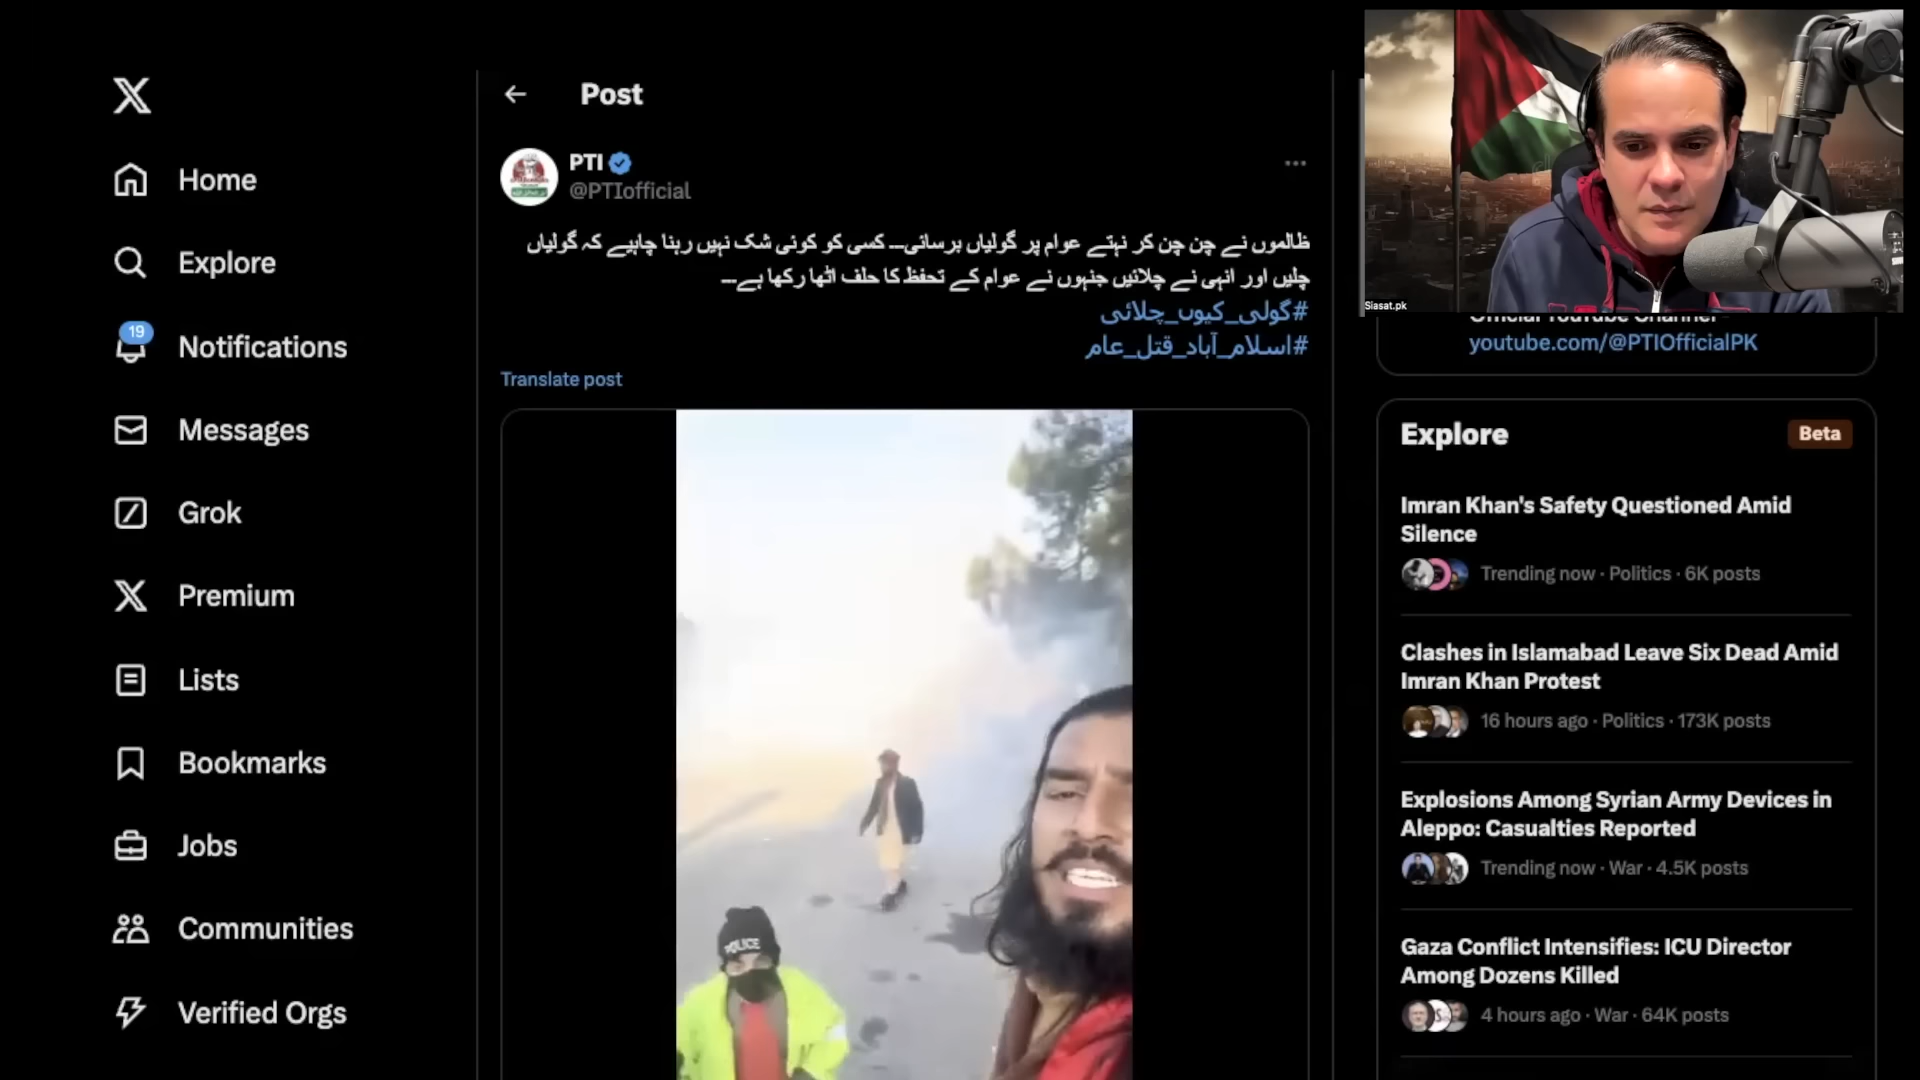 Home
Explore
19
Notifications
Messages
Grok
Premium
Lists
Bookmarks
Jobs
Communities
Verified Orgs
Post
PTI
@PTIofficial
ظالموں نے چن چن کر نہتے عوام پر گولیاں برسائی۔۔۔ کسی کو کوئی شک نہیں رہنا چاہیے کہ گولیاں
چلیں اور انہی نے چلائیں جنہوں نے عوام کے تحفظ کا حلف اٹھا رکھا ہے۔۔۔
#گولی_کیوں_چلائی
#اسلام_آباد_قتل_عام
Translate post
POLICE
Siasat.pk
Official YouTube Channel
youtube.com/@PTIOfficialPK
Explore
Beta
Imran Khan's Safety Questioned Amid
Silence
Trending now · Politics · 6K posts
Clashes in Islamabad Leave Six Dead Amid
Imran Khan Protest
16 hours ago · Politics · 173K posts
Explosions Among Syrian Army Devices in
Aleppo: Casualties Reported
Trending now · War · 4.5K posts
Gaza Conflict Intensifies: ICU Director
Among Dozens Killed
4 hours ago · War · 64K posts